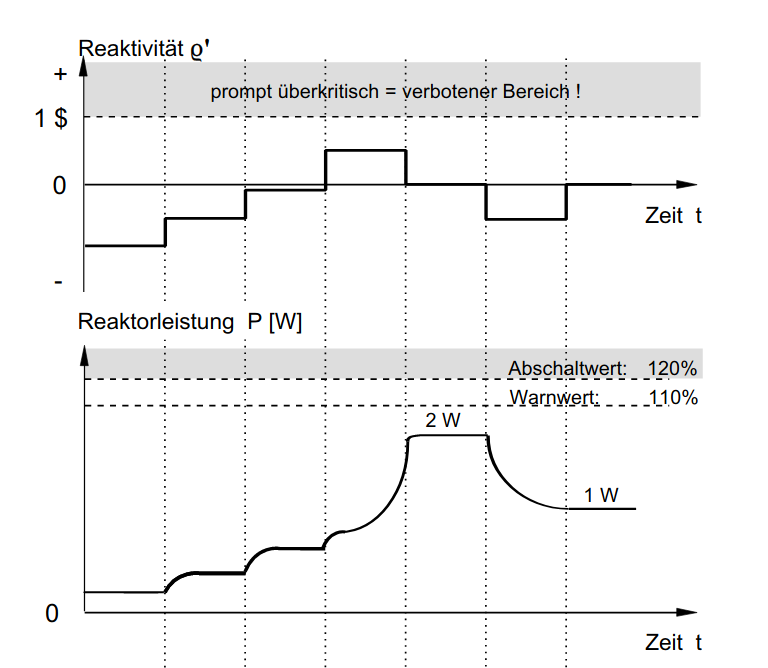 Reaktivität ϱ'
+
prompt überkritisch = verbotener Bereich !
1 $
0
Zeit t
-
Reaktorleistung P [W]
Abschaltwert: 120%
Warnwert: 110%
2 W
1 W
0
Zeit t